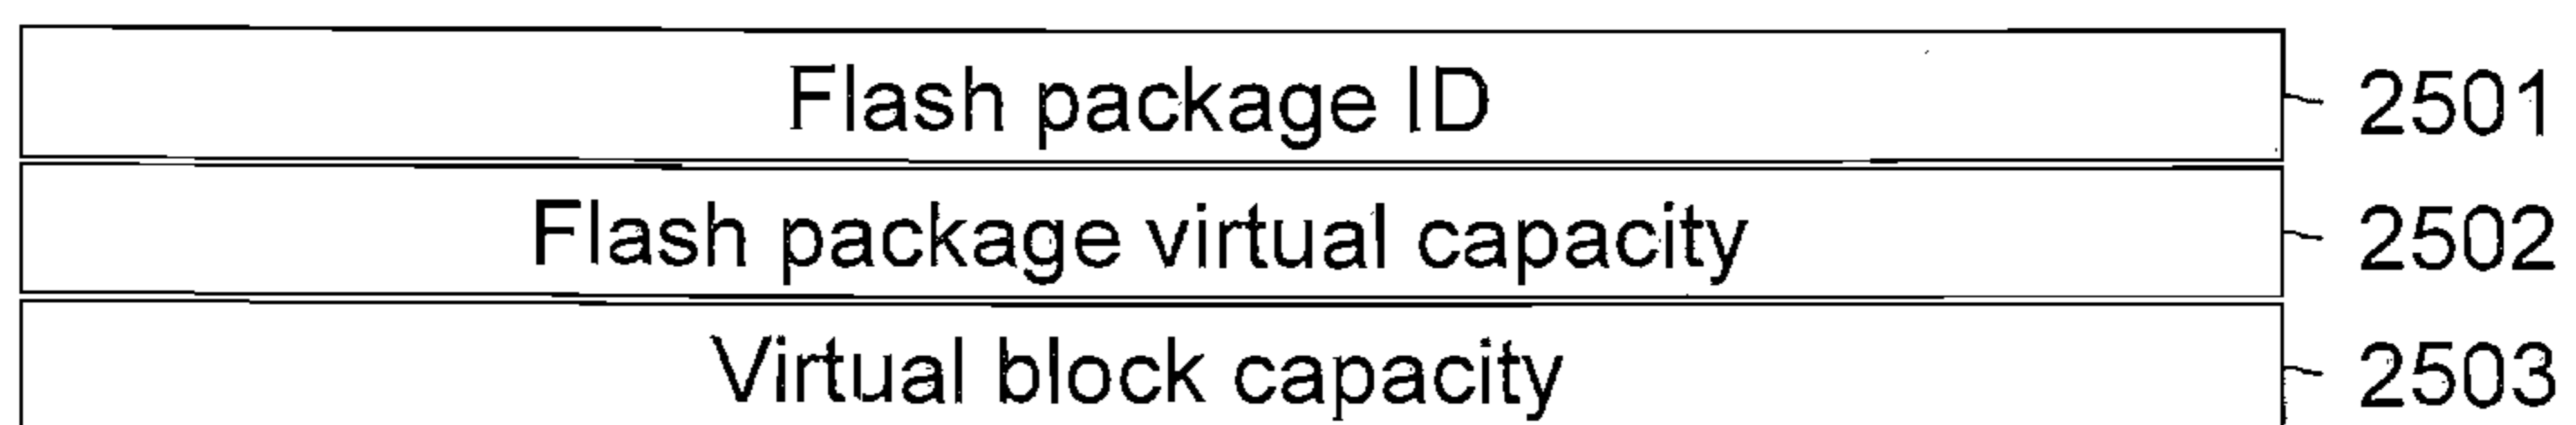 Flash package ID 2501
Flash package virtual capacity 2502
Virtual block capacity 2503